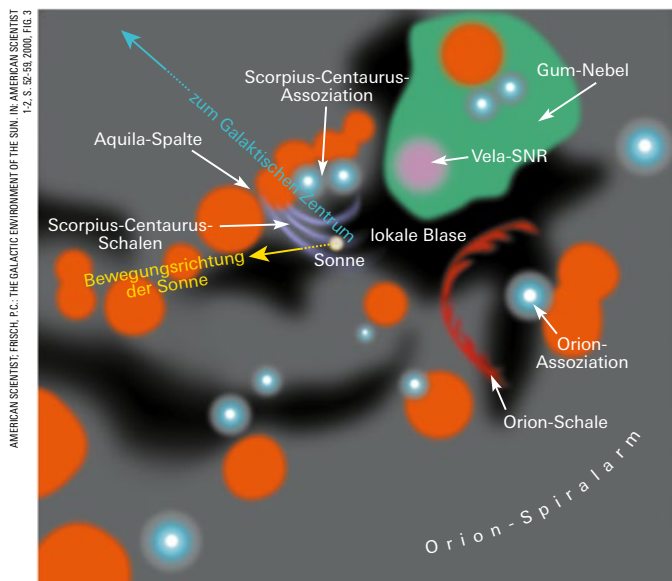 AMERICAN SCIENTIST; FRISCH, P.C.: THE GALACTIC ENVIRONMENT OF THE SUN. IN: AMERICAN SCIENTIST
1-2, S. 52-59, 2000, FIG. 3
Scorpius-Centaurus-
Assoziation
Gum-Nebel
zum Galaktischen Zentrum
Aquila-Spalte
Vela-SNR
Scorpius-Centaurus-
Schalen
lokale Blase
Sonne
Bewegungsrichtung
der Sonne
Orion-
Assoziation
Orion-Schale
Orion-Spiralarm